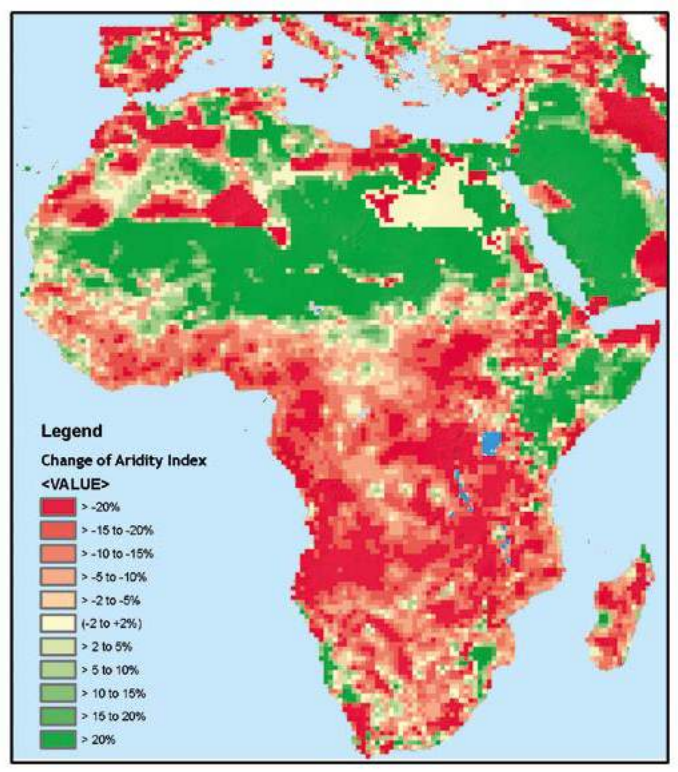 Legend
Change of Aridity Index
<VALUE>
> -20%
> -15 to -20%
> -10 to -15%
> -5 to -10%
> -2 to -5%
(-2 to +2%)
> 2 to 5%
> 5 to 10%
> 10 to 15%
> 15 to 20%
> 20%